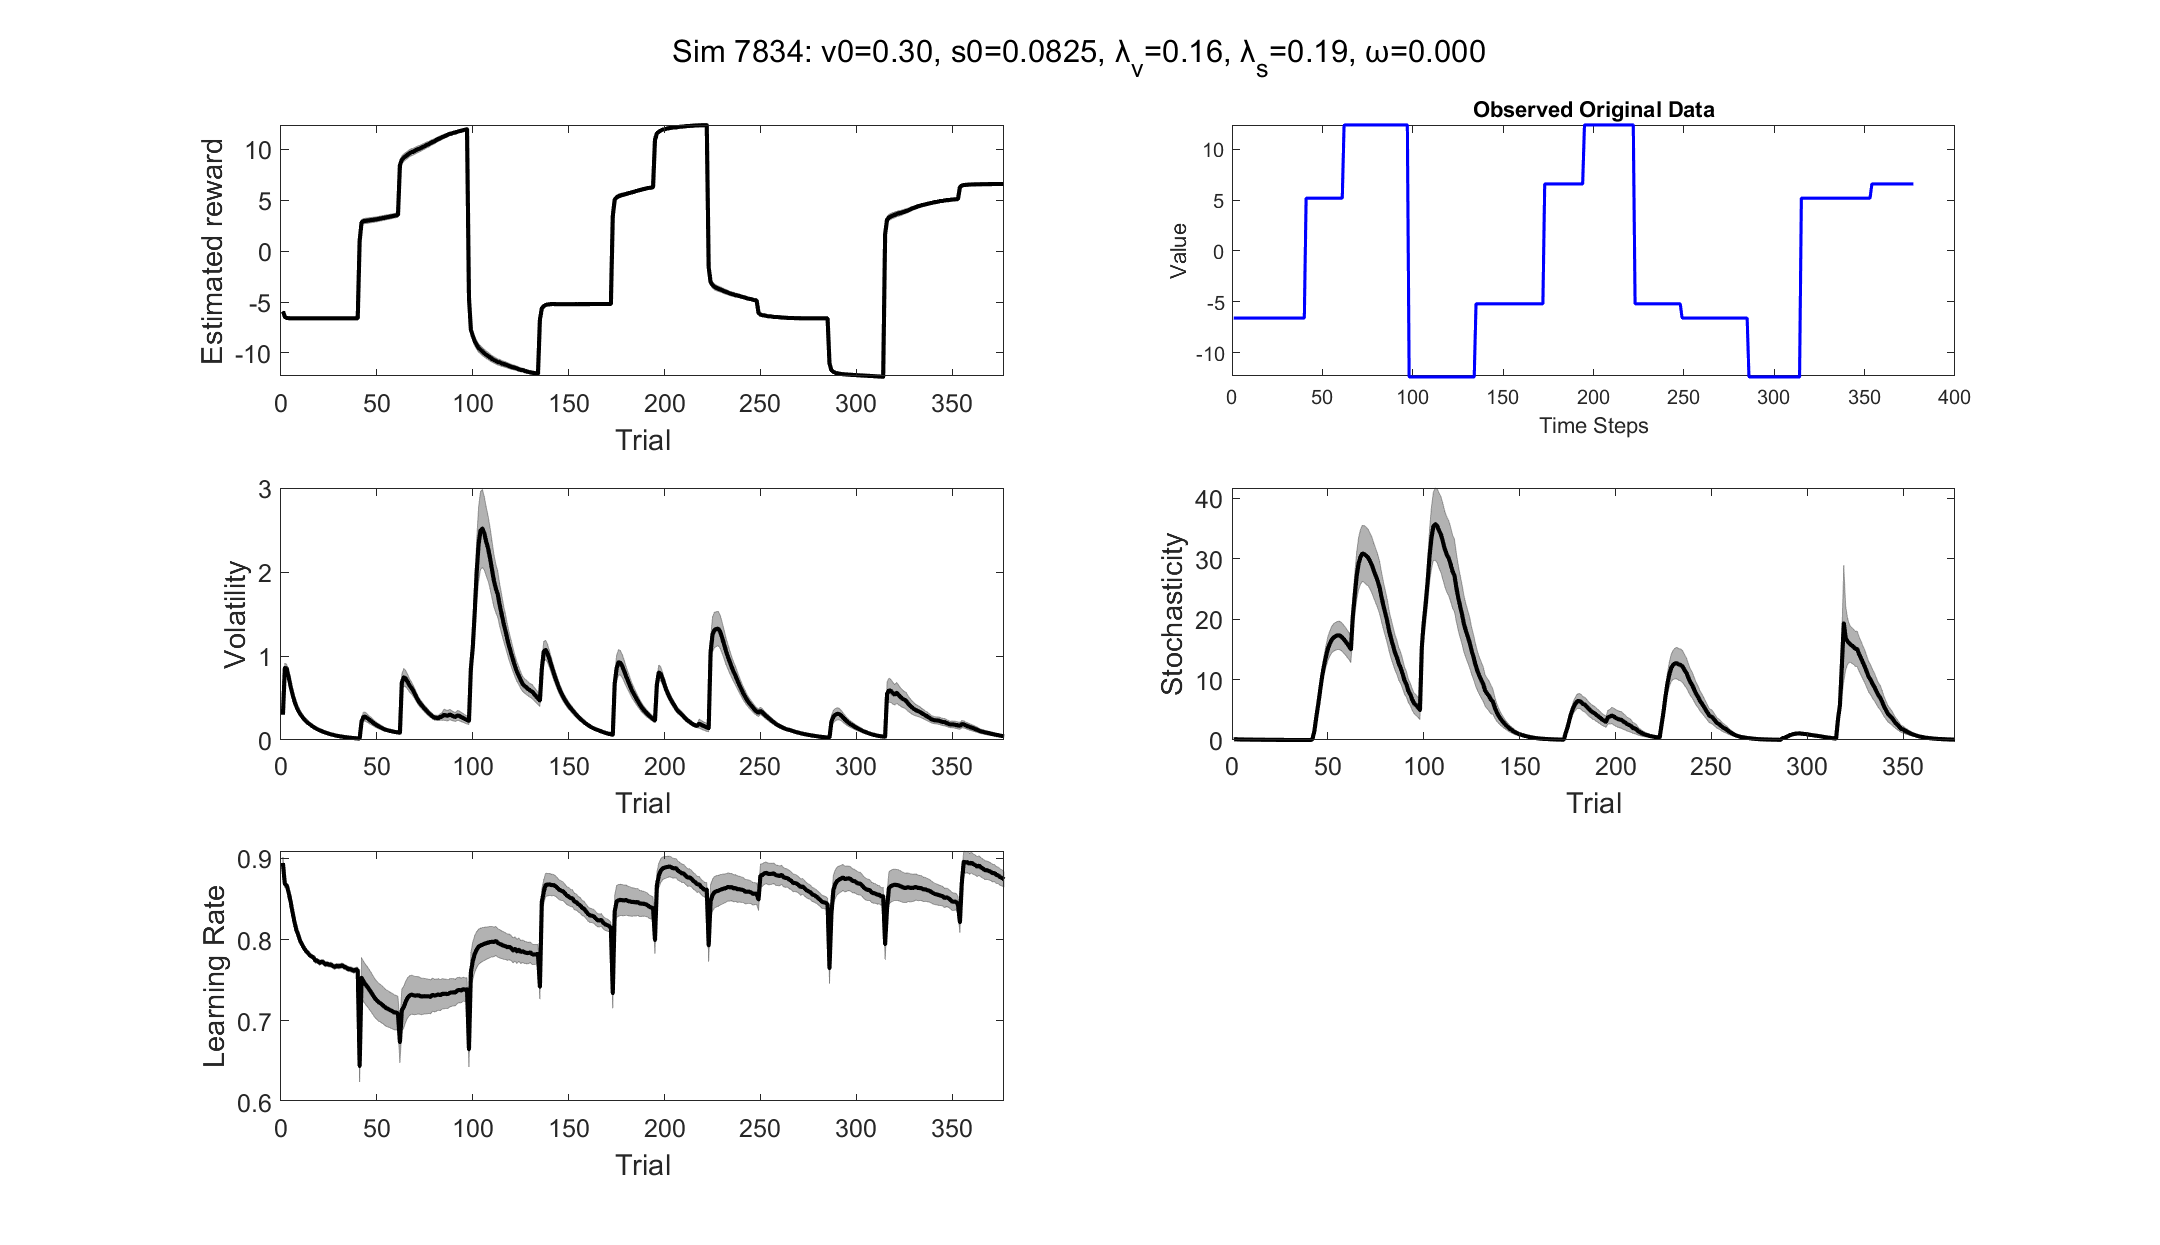 Sim 7834: v0=0.30, s0=0.0825, λ_v=0.16, λ_s=0.19, ω=0.000
Estimated reward
10
5
0
-5
-10
0 50 100 150 200 250 300 350
Trial
Observed Original Data
Value
10
5
0
-5
-10
0 50 100 150 200 250 300 350 400
Time Steps
Volatility
3
2
1
0
0 50 100 150 200 250 300 350
Trial
Stochasticity
40
30
20
10
0
0 50 100 150 200 250 300 350
Trial
Learning Rate
0.9
0.8
0.7
0.6
0 50 100 150 200 250 300 350
Trial